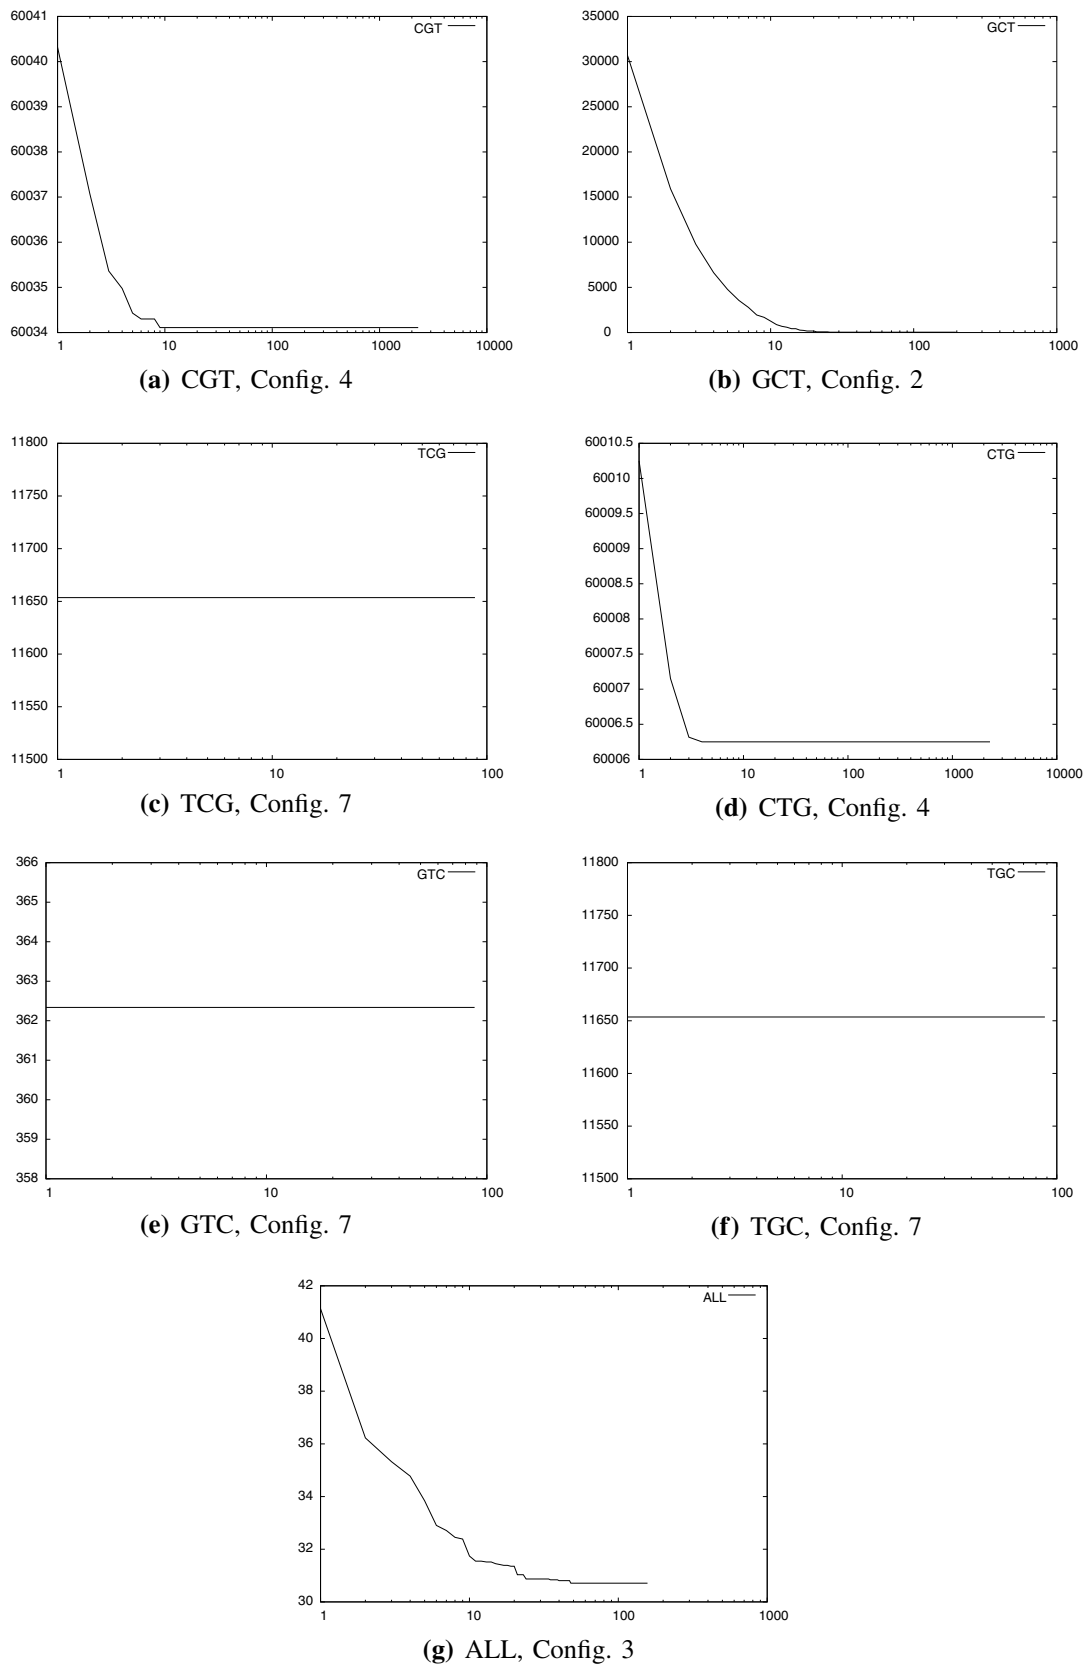 60041
60040
60039
60038
60037
60036
60035
60034
1 10 100 1000 10000
CGT
(a) CGT, Config. 4
35000
30000
25000
20000
15000
10000
5000
0
1 10 100 1000
GCT
(b) GCT, Config. 2
11800
11750
11700
11650
11600
11550
11500
1 10 100
TCG
(c) TCG, Config. 7
60010.5
60010
60009.5
60009
60008.5
60008
60007.5
60007
60006.5
60006
1 10 100 1000 10000
CTG
(d) CTG, Config. 4
366
365
364
363
362
361
360
359
358
1 10 100
GTC
(e) GTC, Config. 7
11800
11750
11700
11650
11600
11550
11500
1 10 100
TGC
(f) TGC, Config. 7
42
40
38
36
34
32
30
1 10 100 1000
ALL
(g) ALL, Config. 3